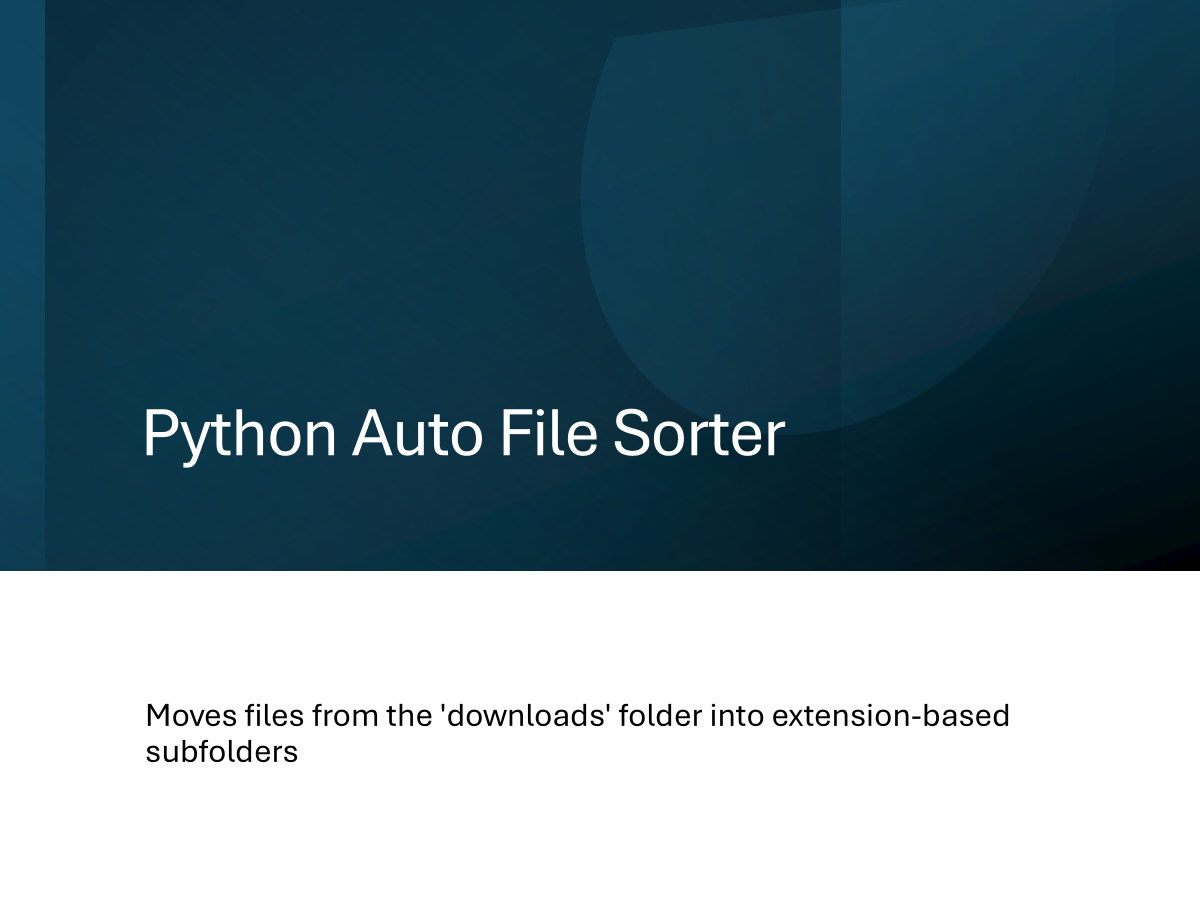 Python Auto File Sorter
Moves files from the 'downloads' folder into extension-based
subfolders